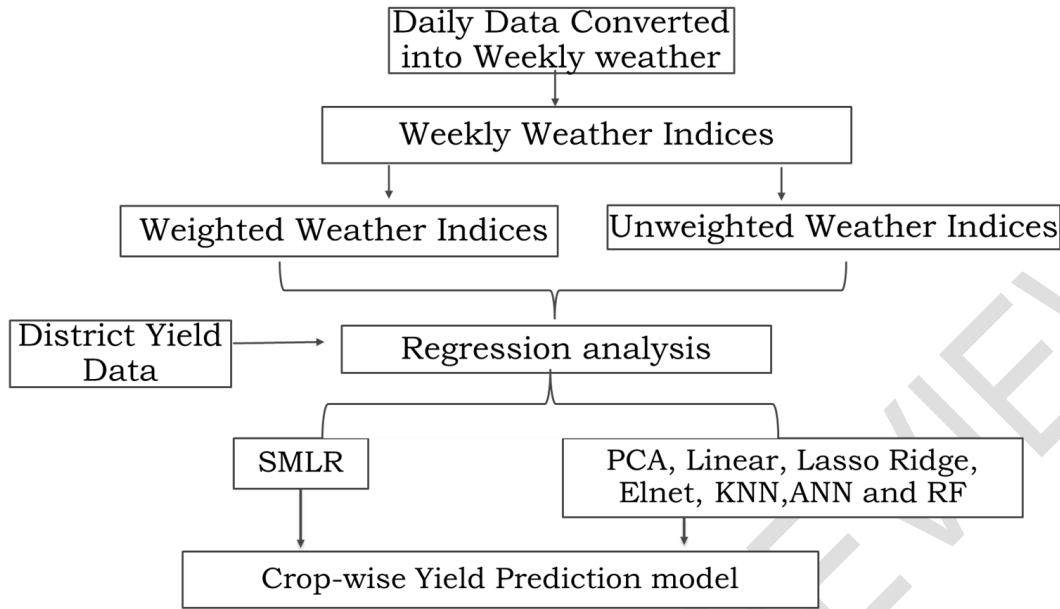 Daily Data Converted
into Weekly weather
Weekly Weather Indices
Weighted Weather Indices
Unweighted Weather Indices
District Yield
Data
Regression analysis
SMLR
PCA, Linear, Lasso Ridge,
Elnet, KNN,ANN and RF
Crop-wise Yield Prediction model